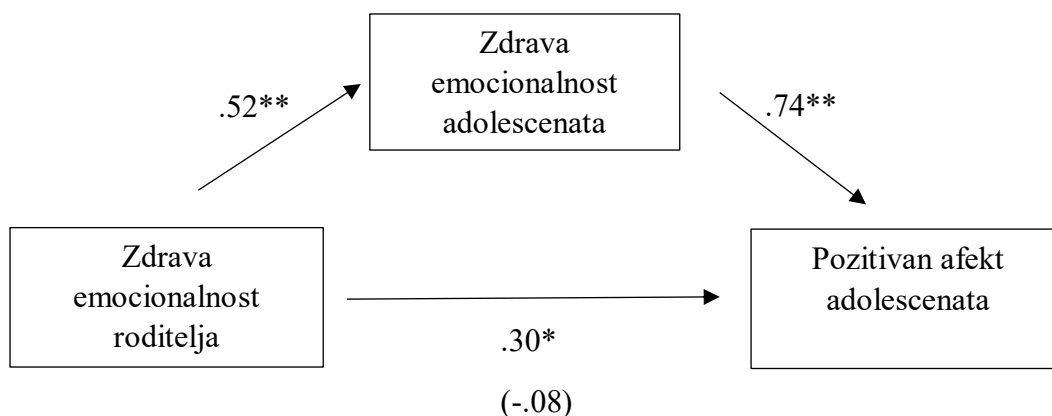 Zdrava
emocionalnost
adolescenata
.52**
.74**
Zdrava
emocionalnost
roditelja
Pozitivan afekt
adolescenata
.30*
(-.08)